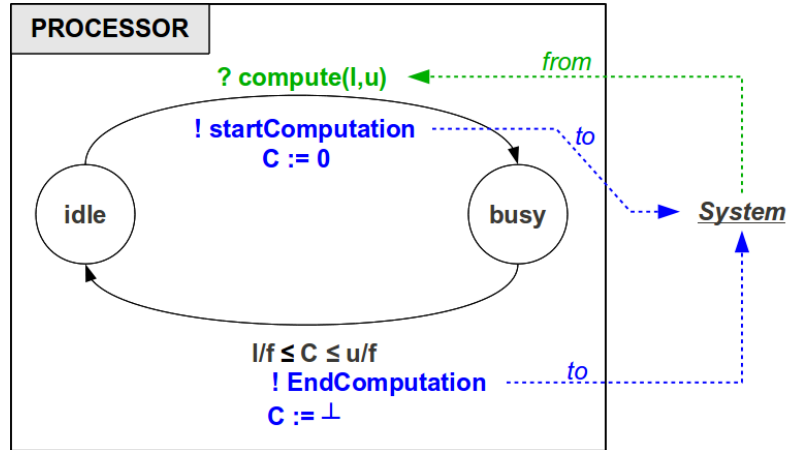 PROCESSOR
from
? compute(l,u)
! startComputation
to
C := 0
idle
busy
System
l/f ≤ C ≤ u/f
! EndComputation
to
C := ⊥